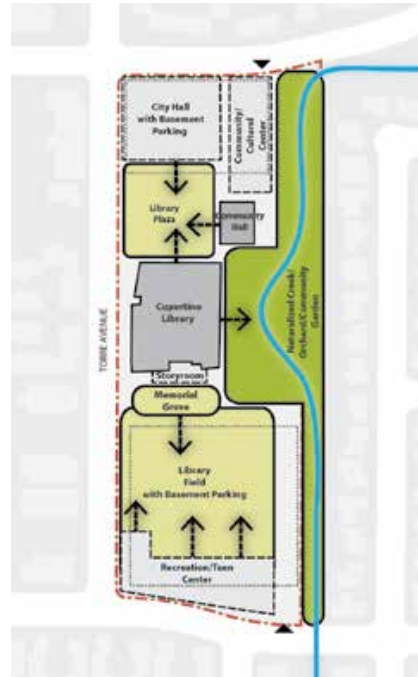 City Hall
with Basement
Parking
Community/
Cultural
Center
Library
Plaza
Community
Hall
Cupertino
Library
TORRE AVENUE
Naturalized Creek/
Orchard/Community
Garden
Storyroom
Memorial
Grove
Library
Field
with Basement Parking
Recreation/Teen
Center